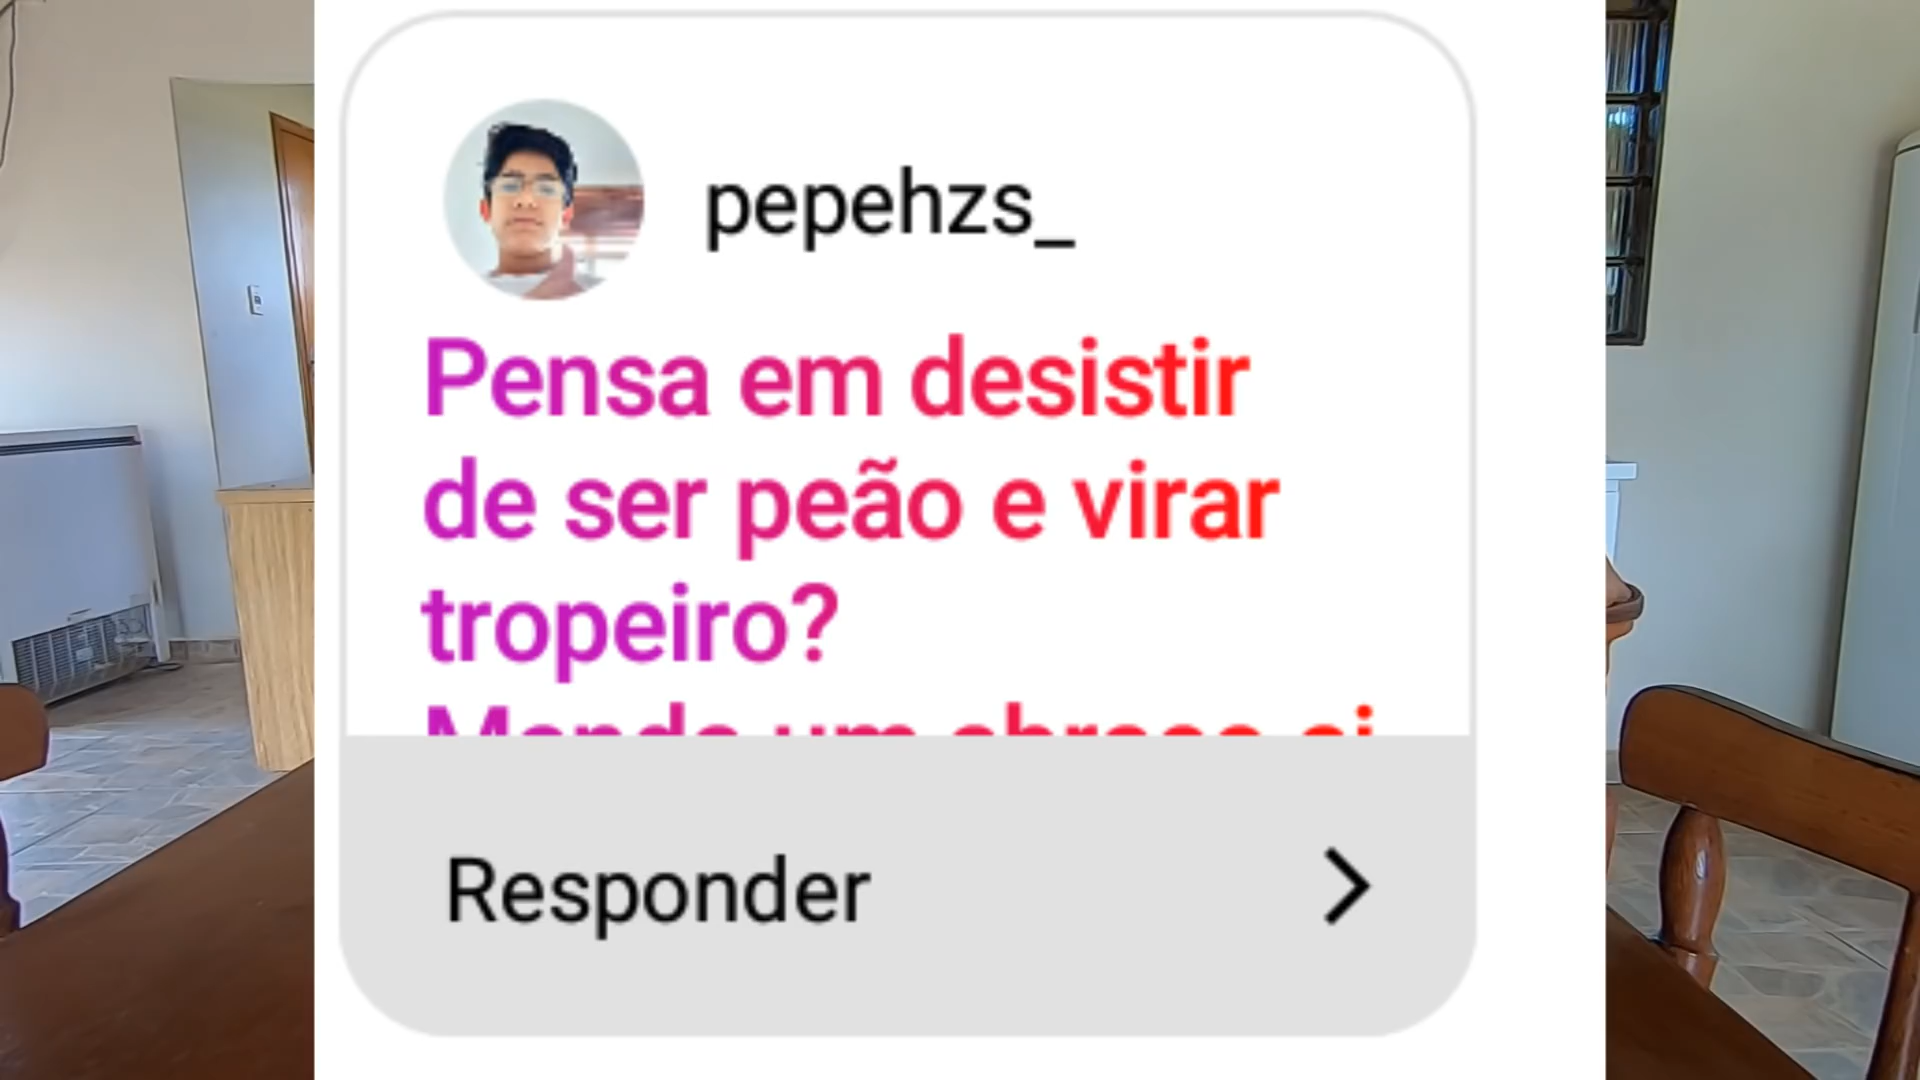 pepehzs_
Pensa em desistir
de ser peão e virar
tropeiro?
Responder